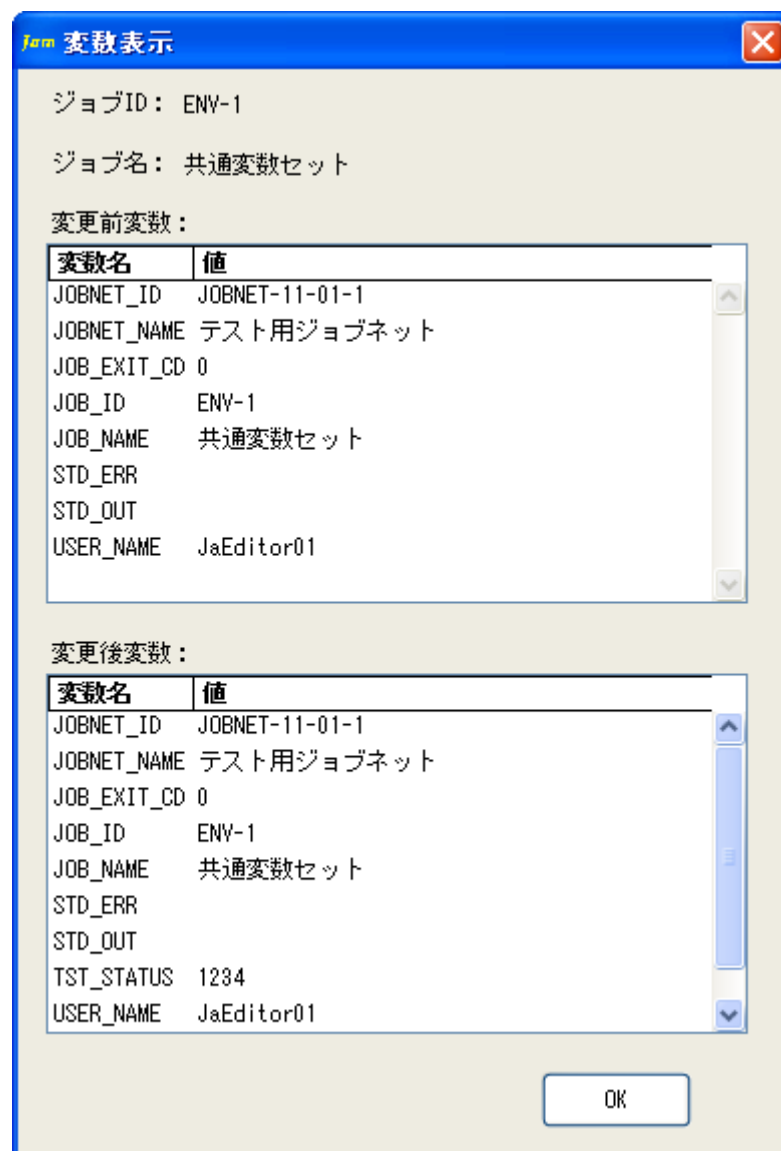 Jam 変数表示
ジョブID： ENV-1
ジョブ名： 共通変数セット
変更前変数：
変数名 値
JOBNET_ID JOBNET-11-01-1
JOBNET_NAME テスト用ジョブネット
JOB_EXIT_CD 0
JOB_ID ENV-1
JOB_NAME 共通変数セット
STD_ERR
STD_OUT
USER_NAME JaEditor01
変更後変数：
変数名 値
JOBNET_ID JOBNET-11-01-1
JOBNET_NAME テスト用ジョブネット
JOB_EXIT_CD 0
JOB_ID ENV-1
JOB_NAME 共通変数セット
STD_ERR
STD_OUT
TST_STATUS 1234
USER_NAME JaEditor01
OK